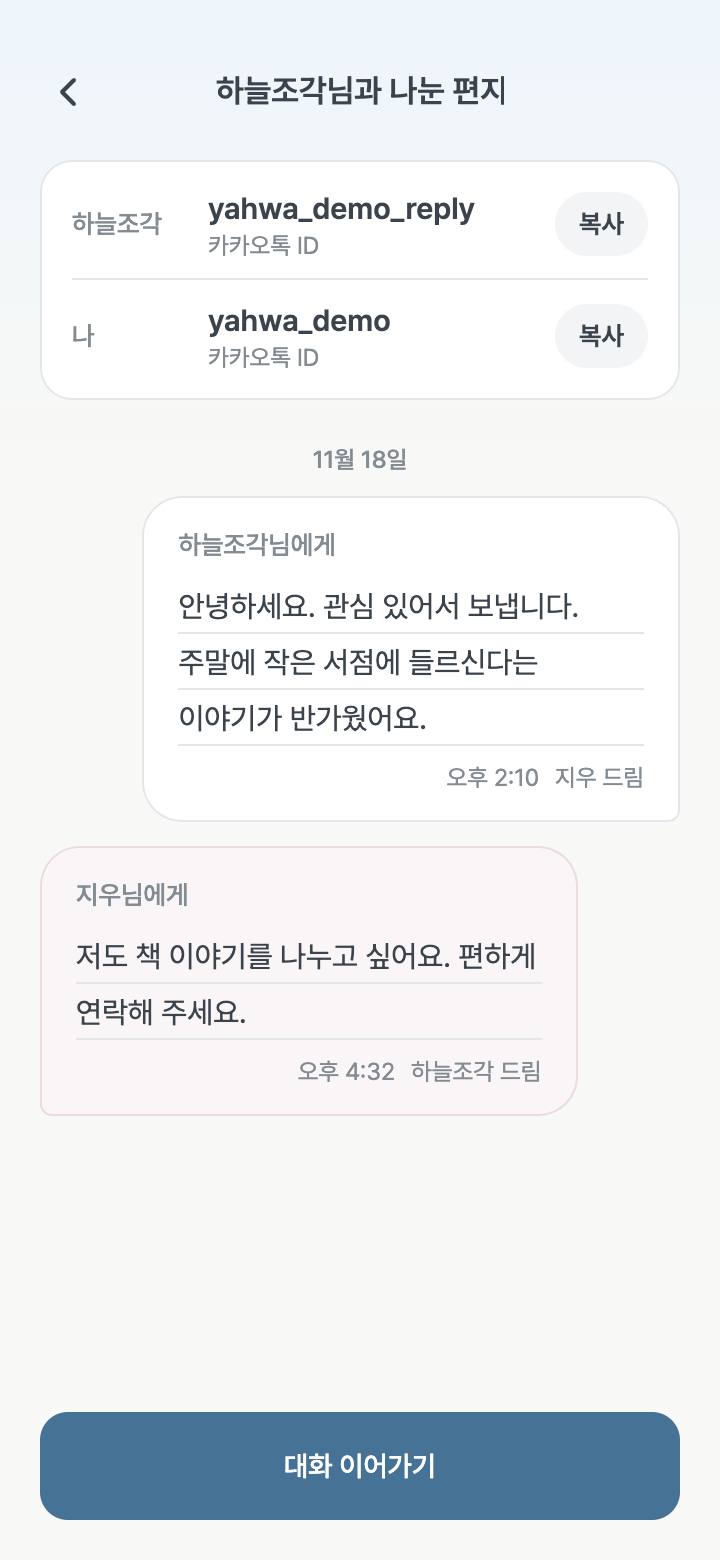 하늘조각님과 나눈 편지
하늘조각 yahwa_demo_reply 복사
카카오톡 ID
나 yahwa_demo 복사
카카오톡 ID
11월 18일
하늘조각님에게
안녕하세요. 관심 있어서 보냅니다.
주말에 작은 서점에 들르신다는
이야기가 반가웠어요.
오후 2:10 지우 드림
지우님에게
저도 책 이야기를 나누고 싶어요. 편하게
연락해 주세요.
오후 4:32 하늘조각 드림
대화 이어가기